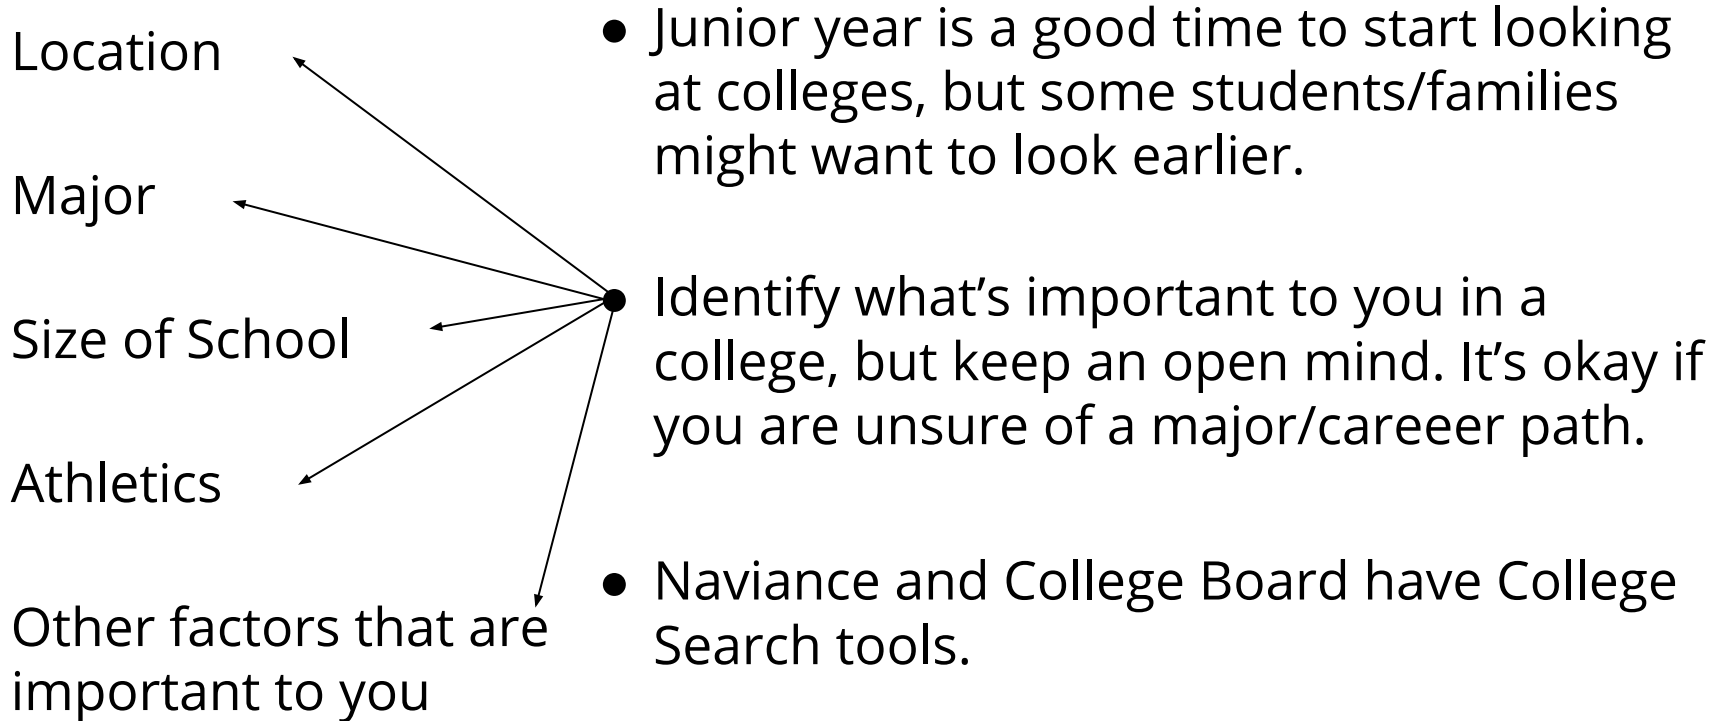 Location
Major
Size of School
Athletics
Other factors that are
important to you
● Junior year is a good time to start looking
at colleges, but some students/families
might want to look earlier.
● Identify what’s important to you in a
college, but keep an open mind. It’s okay if
you are unsure of a major/careeer path.
● Naviance and College Board have College
Search tools.